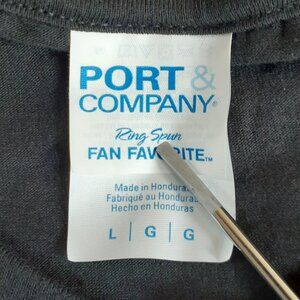 PORT &
COMPANY®
Ring Spun
FAN FAVORITE™
Made in Honduras
Fabriqué au Honduras
Hecho en Honduras
L | G | G